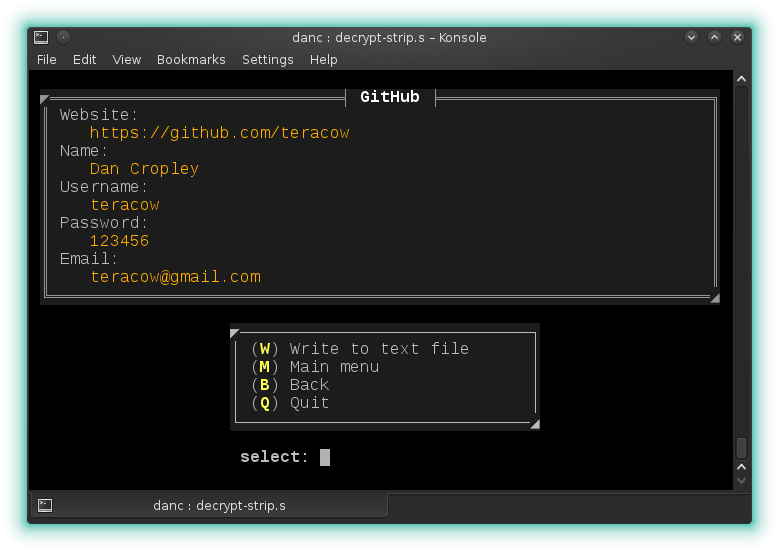 danc : decrypt-strip.s – Konsole
File Edit View Bookmarks Settings Help
GitHub
Website:
https://github.com/teracow
Name:
Dan Cropley
Username:
teracow
Password:
123456
Email:
teracow@gmail.com
(W) Write to text file
(M) Main menu
(B) Back
(Q) Quit
select:
danc : decrypt-strip.s